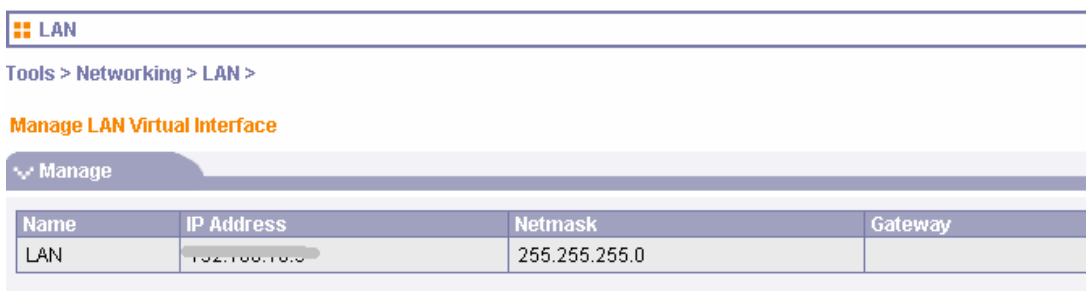 LAN
Tools > Networking > LAN >
Manage LAN Virtual Interface
Manage
Name IP Address Netmask Gateway
LAN 255.255.255.0